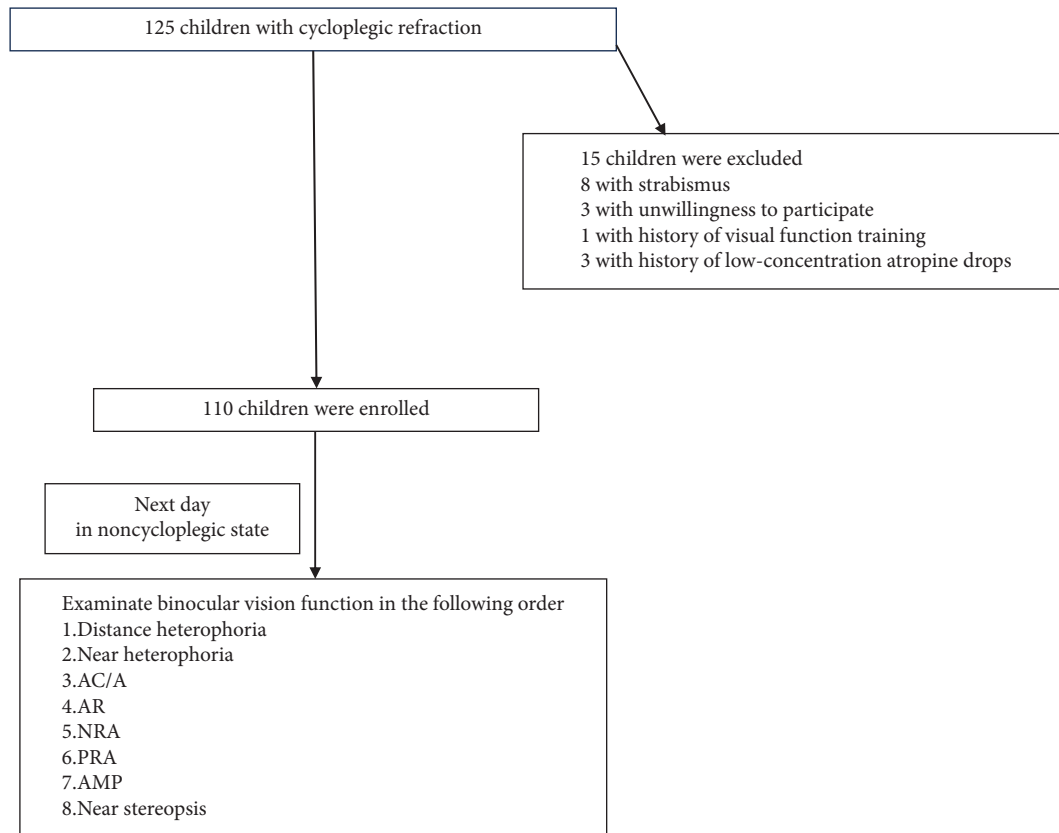 125 children with cycloplegic refraction
15 children were excluded
8 with strabismus
3 with unwillingness to participate
1 with history of visual function training
3 with history of low-concentration atropine drops
110 children were enrolled
Next day
in noncycloplegic state
Examinate binocular vision function in the following order
1.Distance heterophoria
2.Near heterophoria
3.AC/A
4.AR
5.NRA
6.PRA
7.AMP
8.Near stereopsis